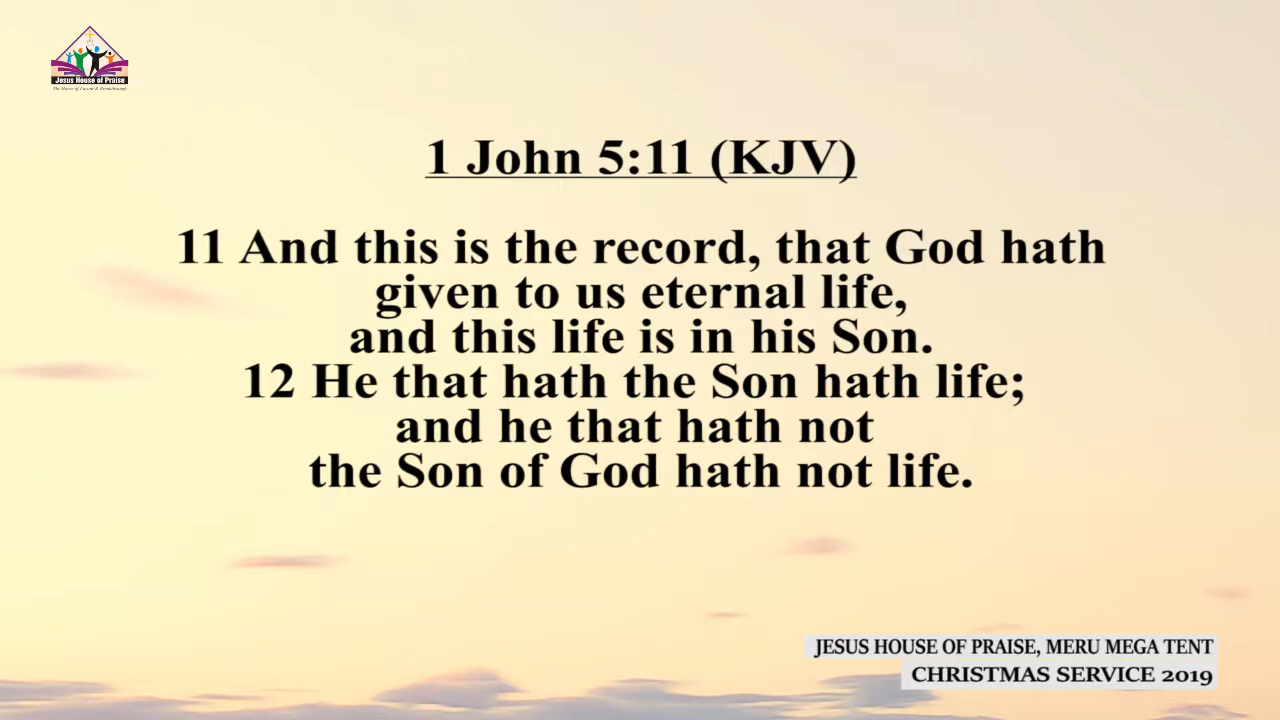 Jesus House of Praise
1 John 5:11 (KJV)
11 And this is the record, that God hath
given to us eternal life,
and this life is in his Son.
12 He that hath the Son hath life;
and he that hath not
the Son of God hath not life.
JESUS HOUSE OF PRAISE, MERU MEGA TENT
CHRISTMAS SERVICE 2019